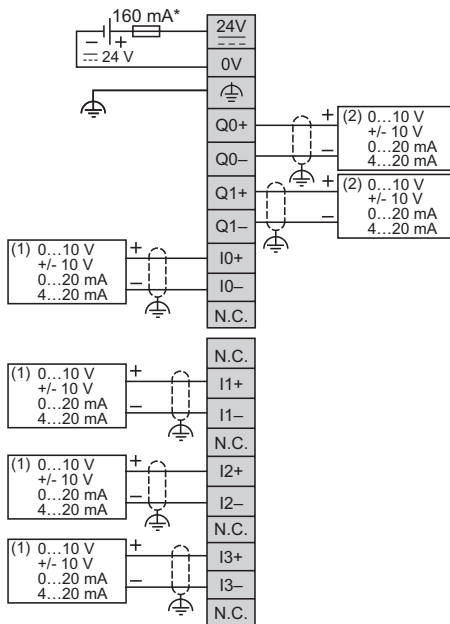 160 mA*
24V
− +
24 V
0V
Q0+
+ (2) 0...10 V
+/- 10 V
0...20 mA
4...20 mA
Q0–
−
Q1+
+ (2) 0...10 V
+/- 10 V
0...20 mA
4...20 mA
Q1–
−
(1) 0...10 V
+/- 10 V
0...20 mA
4...20 mA
+
I0+
−
I0–
N.C.
N.C.
(1) 0...10 V
+/- 10 V
0...20 mA
4...20 mA
+
I1+
−
I1–
N.C.
(1) 0...10 V
+/- 10 V
0...20 mA
4...20 mA
+
I2+
−
I2–
N.C.
(1) 0...10 V
+/- 10 V
0...20 mA
4...20 mA
+
I3+
−
I3–
N.C.